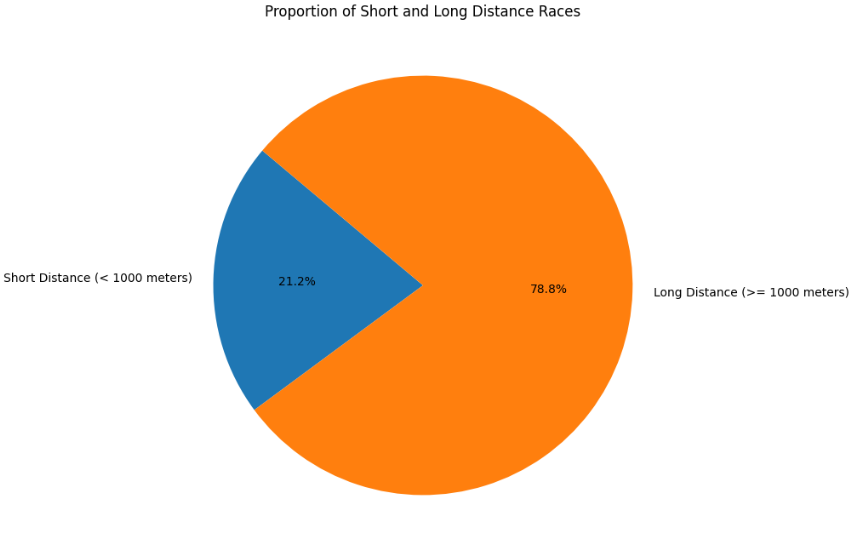 Proportion of Short and Long Distance Races
Short Distance (< 1000 meters)
21.2%
78.8%
Long Distance (>= 1000 meters)